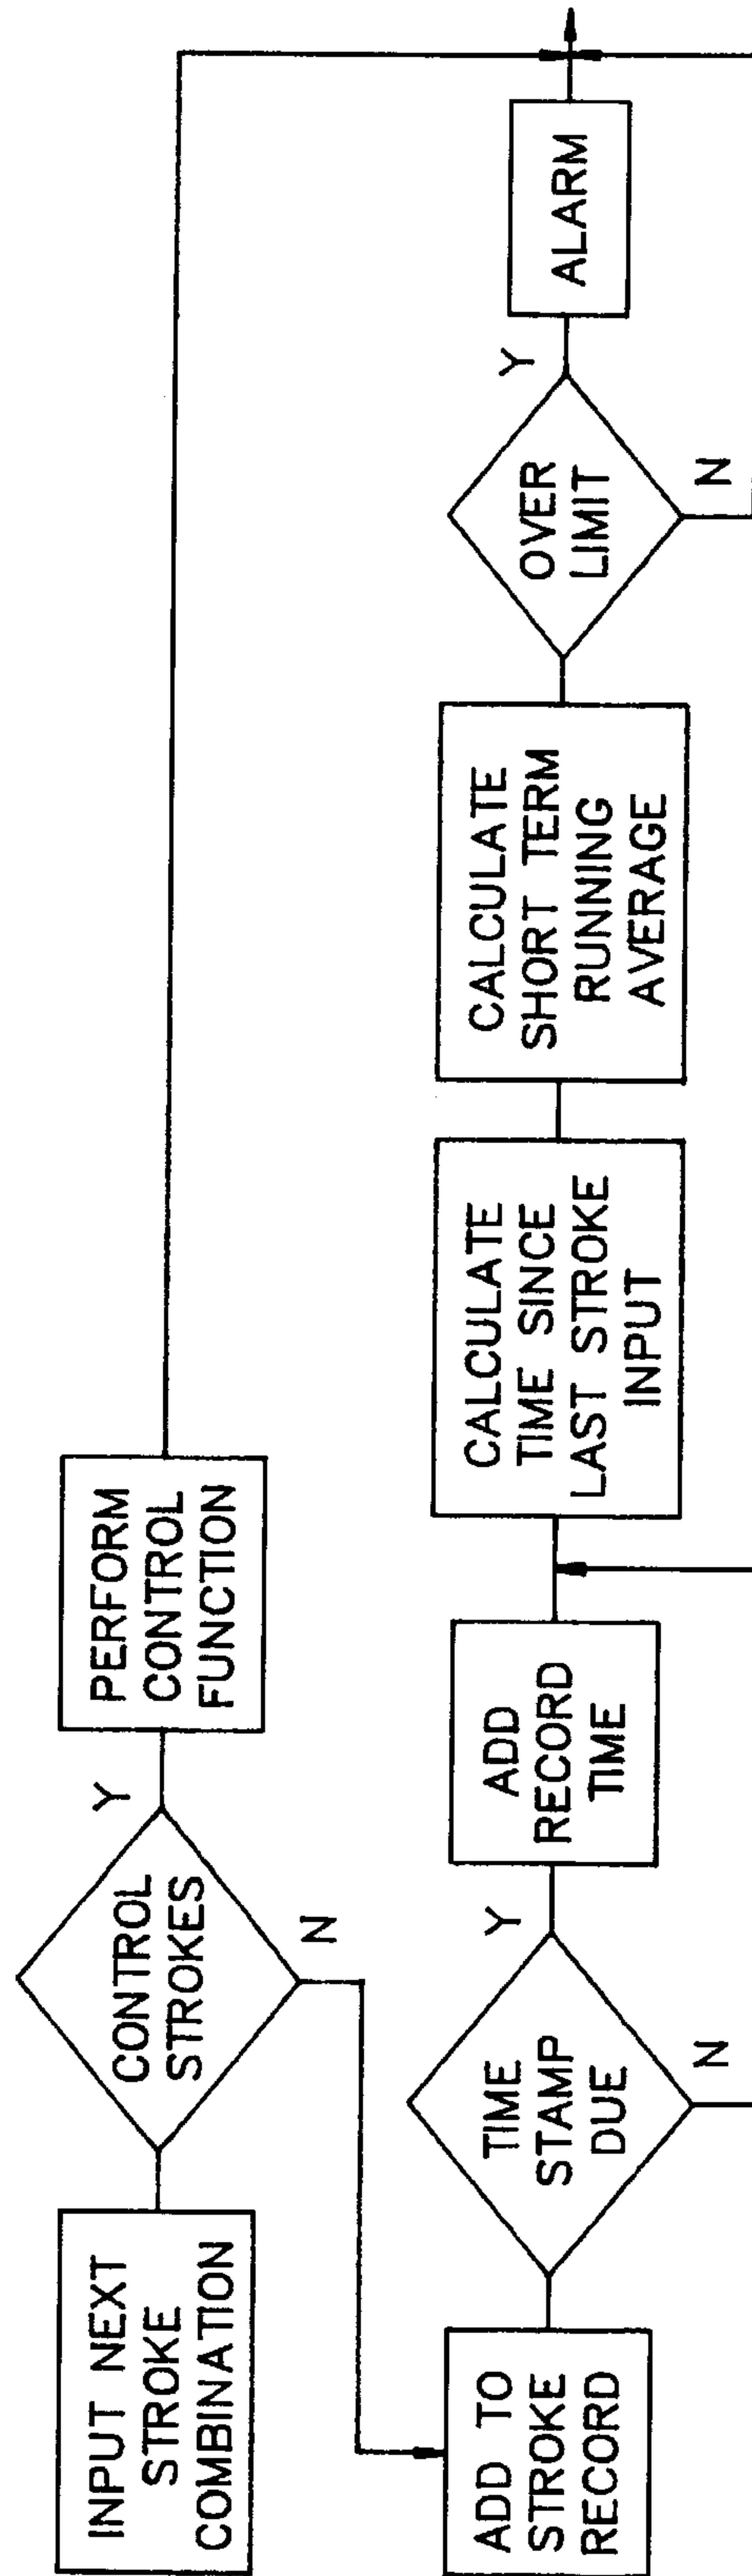 INPUT NEXT
STROKE
COMBINATION
CONTROL
STROKES
Y
N
PERFORM
CONTROL
FUNCTION
ADD TO
STROKE
RECORD
TIME
STAMP
DUE
Y
N
ADD
RECORD
TIME
CALCULATE
TIME SINCE
LAST STROKE
INPUT
CALCULATE
SHORT TERM
RUNNING
AVERAGE
OVER
LIMIT
Y
N
ALARM